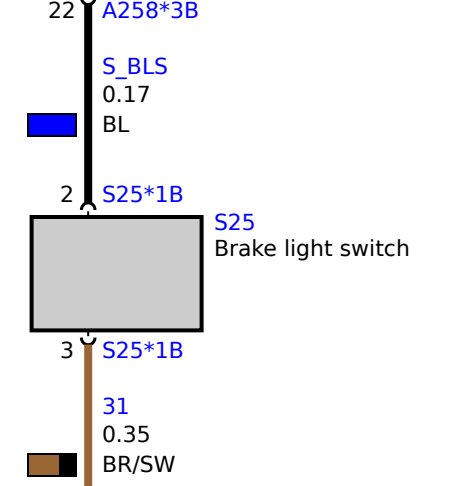 22 A258*3B
S_BLS
0.17
BL
2 S25*1B
S25
Brake light switch
3 S25*1B
31
0.35
BR/SW